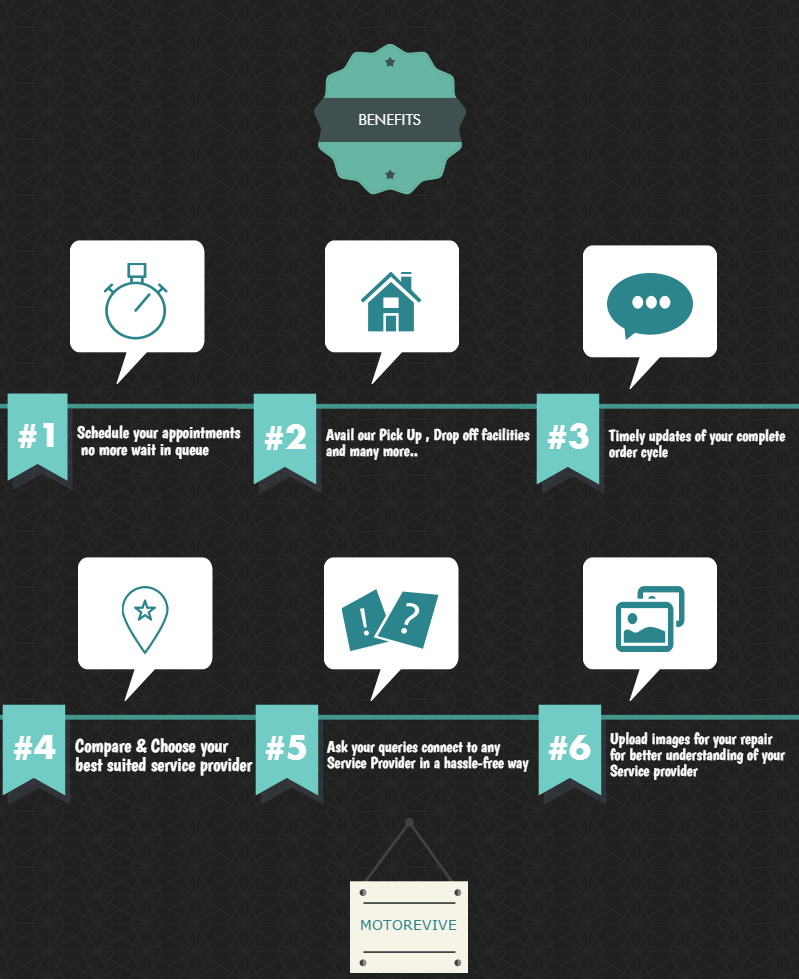 BENEFITS
#1
Schedule your appointments
no more wait in queue
#2
Avail our Pick Up , Drop off facilities
and many more..
#3
Timely updates of your complete
order cycle
! ?
#4
Compare & Choose your
best suited service provider
#5
Ask your queries connect to any
Service Provider in a hassle-free way
#6
Upload images for your repair
for better understanding of your
Service provider
MOTOREVIVE